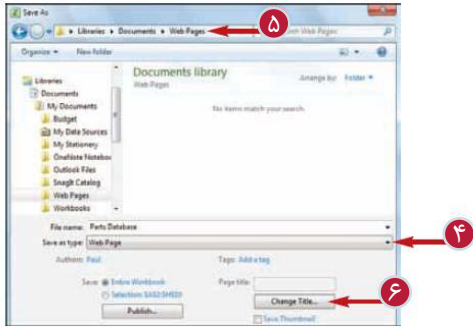 Save As
Libraries ▸ Documents ▸ Web Pages
۵
Search Web Pages
Organize
New folder
Libraries
Documents
My Documents
Budget
My Data Sources
My Stationery
OneNote Notebook
Outlook Files
SnagIt Catalog
Web Pages
Workbooks
Documents library
Web Pages
Arrange by: Folder
No items match your search.
File name: Parts Database
Save as type: Web Page
۴
Authors: Paul
Tags: Add a tag
Save: Entire Workbook
Page title:
Change Title...
۶
Publish...
Save Thumbnail